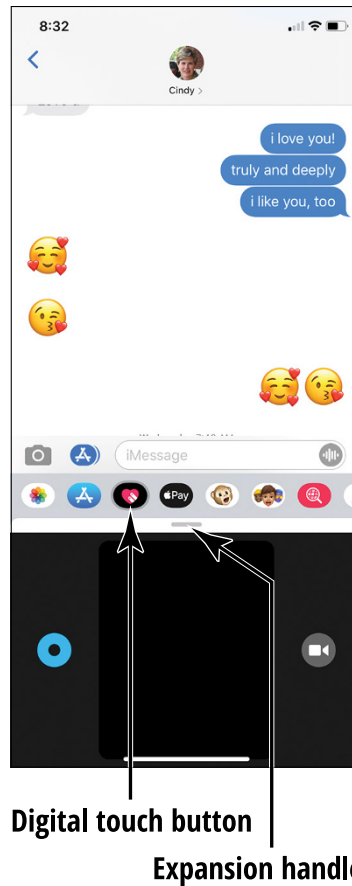 8:32
Cindy >
i love you!
truly and deeply
i like you, too
iMessage
Pay
Digital touch button
Expansion handle